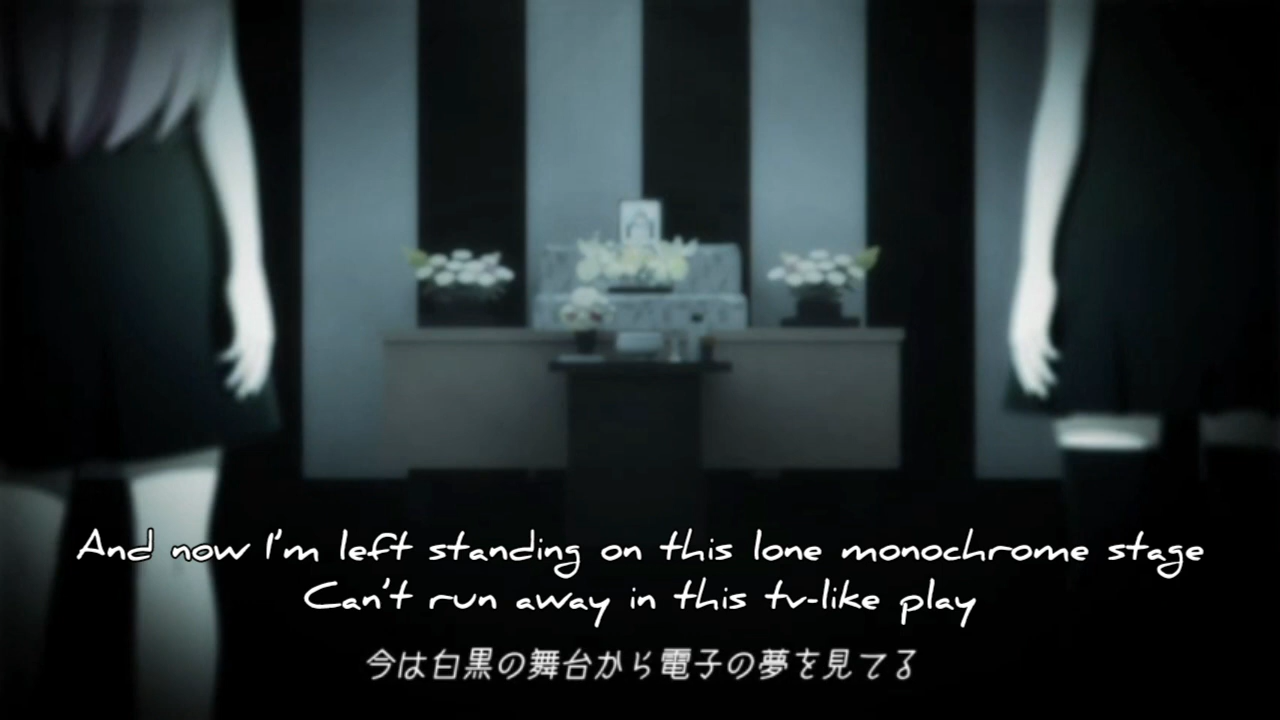 And now I'm left standing on this lone monochrome stage
Can't run away in this tv-like play
今は白黒の舞台から電子の夢を見てる